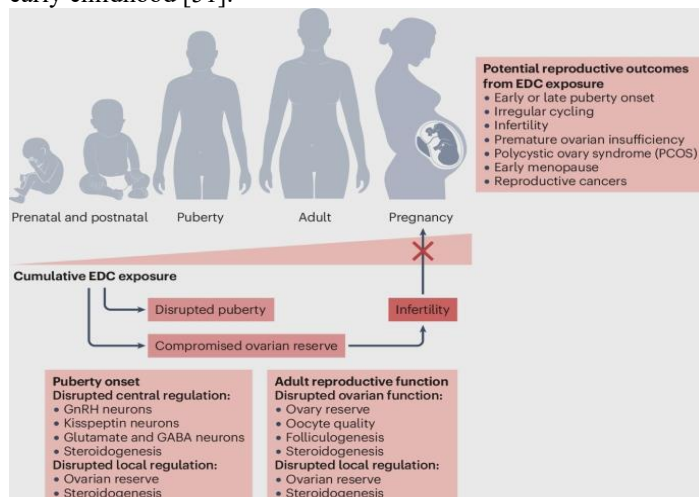 early childhood [31].
Potential reproductive outcomes
from EDC exposure
• Early or late puberty onset
• Irregular cycling
• Infertility
• Premature ovarian insufficiency
• Polycystic ovary syndrome (PCOS)
• Early menopause
• Reproductive cancers
Prenatal and postnatal
Puberty
Adult
Pregnancy
Cumulative EDC exposure
Disrupted puberty
Infertility
Compromised ovarian reserve
Puberty onset
Disrupted central regulation:
• GnRH neurons
• Kisspeptin neurons
• Glutamate and GABA neurons
• Steroidogenesis
Disrupted local regulation:
• Ovarian reserve
• Steroidogenesis
Adult reproductive function
Disrupted ovarian function:
• Ovary reserve
• Oocyte quality
• Folliculogenesis
• Steroidogenesis
Disrupted local regulation:
• Ovarian reserve
• Steroidogenesis